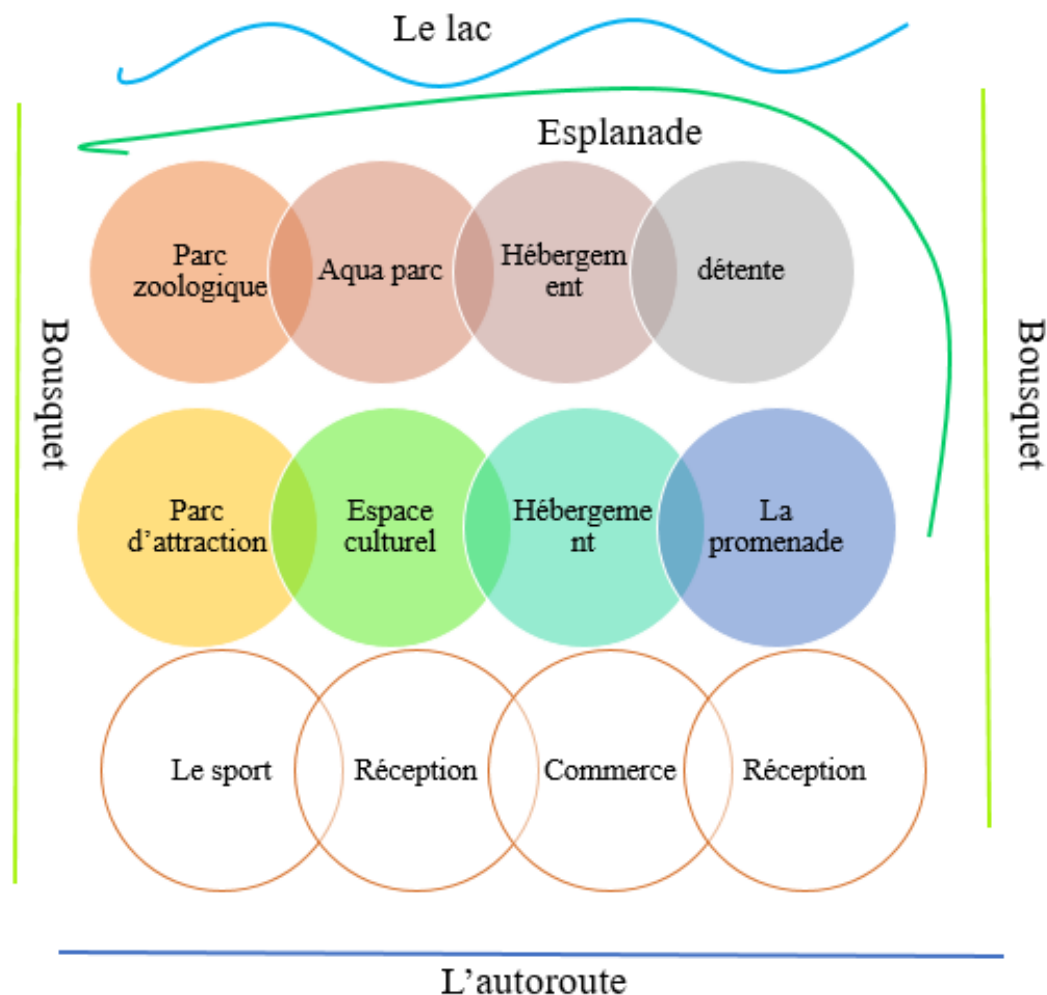 Le lac
Esplanade
Parc
zoologique
Aqua parc
Hébergem
ent
détente
Bousquet
Bousquet
Parc
d’attraction
Espace
culturel
Hébergeme
nt
La
promenade
Le sport
Réception
Commerce
Réception
L’autoroute